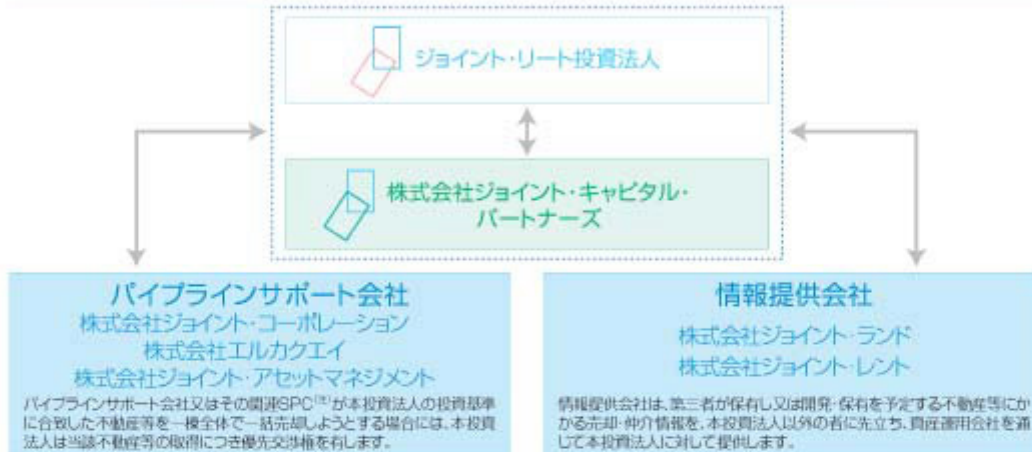 ジョイント・リート投資法人
株式会社ジョイント・キャピタル・
パートナーズ
パイプラインサポート会社
株式会社ジョイント・コーポレーション
株式会社エルカクエイ
株式会社ジョイント・アセットマネジメント
パイプラインサポート会社又はその関連SPC(注)が本投資法人の投資基準
に合致した不動産等を一棟全体で一括売却しようとする場合には、本投資
法人は当該不動産等の取得につき優先交渉権を有します。
情報提供会社
株式会社ジョイント・ランド
株式会社ジョイント・レント
情報提供会社は、第三者が保有し又は開発・保有を予定する不動産等にか
かる売却・仲介情報を、本投資法人以外の者に先立ち、資産運用会社を通
じて本投資法人に対して提供します。